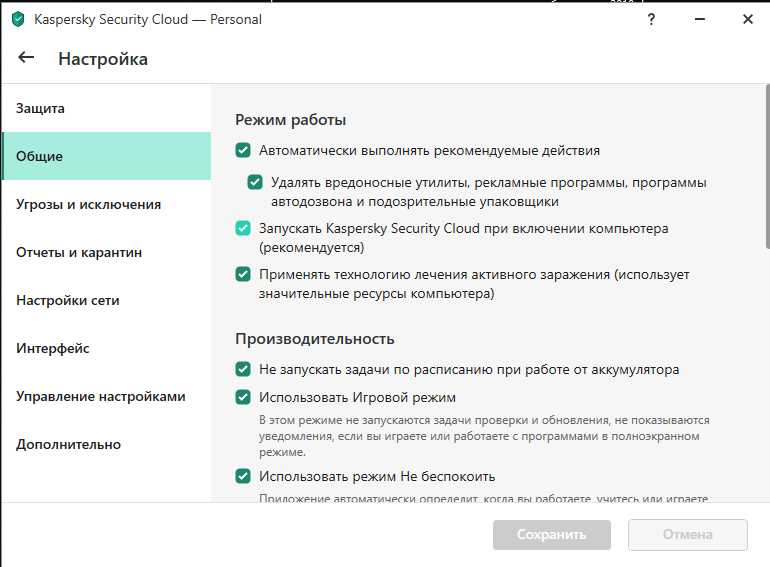 Kaspersky Security Cloud — Personal
?
Настройка
Защита
Общие
Угрозы и исключения
Отчеты и карантин
Настройки сети
Интерфейс
Управление настройками
Дополнительно
Режим работы
Автоматически выполнять рекомендуемые действия
Удалять вредоносные утилиты, рекламные программы, программы
автодозвона и подозрительные упаковщики
Запускать Kaspersky Security Cloud при включении компьютера
(рекомендуется)
Применять технологию лечения активного заражения (использует
значительные ресурсы компьютера)
Производительность
Не запускать задачи по расписанию при работе от аккумулятора
Использовать Игровой режим
В этом режиме не запускаются задачи проверки и обновления, не показываются
уведомления, если вы играете или работаете с программами в полноэкранном
режиме.
Использовать режим Не беспокоить
Приложение автоматически определит, когда вы работаете, учитесь или играете
Сохранить
Отмена